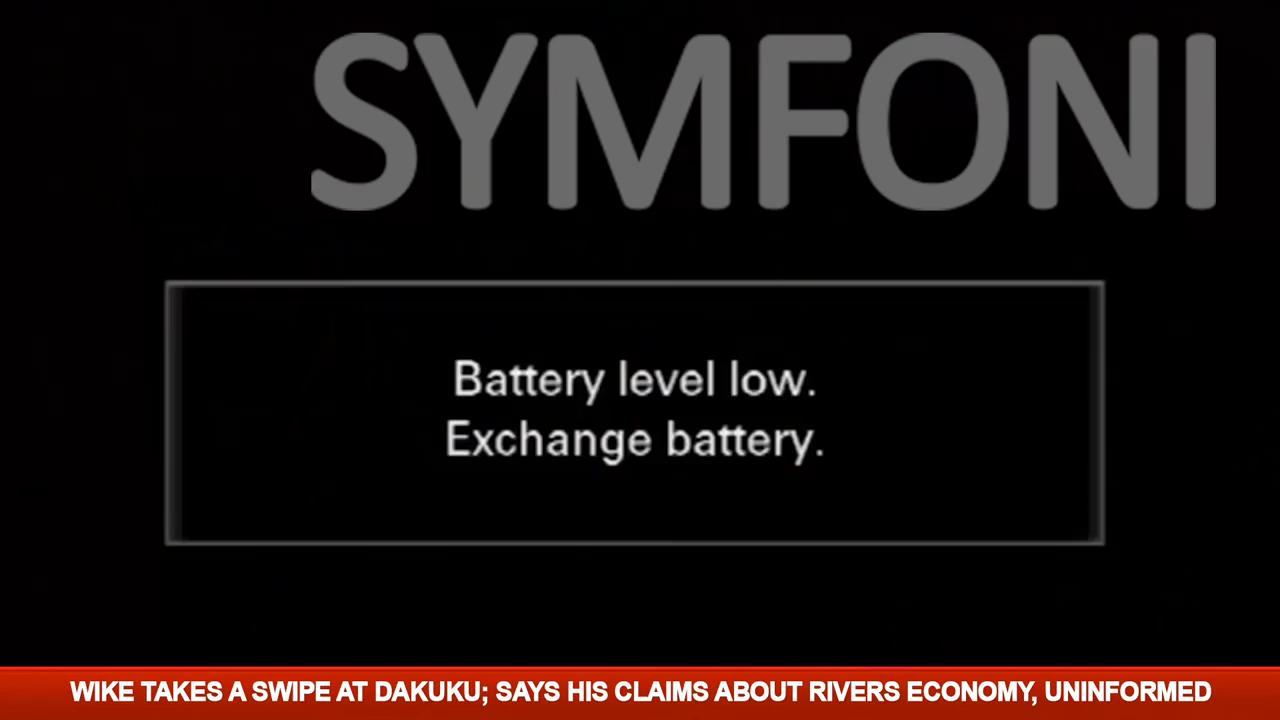 SYMFONI
Battery level low.
Exchange battery.
WIKE TAKES A SWIPE AT DAKUKU; SAYS HIS CLAIMS ABOUT RIVERS ECONOMY, UNINFORMED